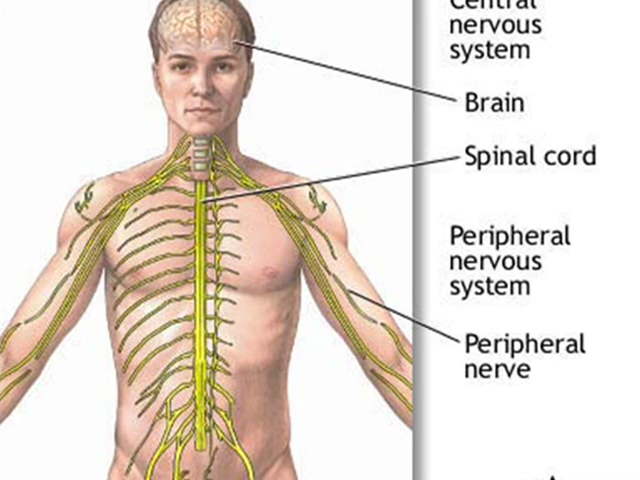 Central
nervous
system
Brain
Spinal cord
Peripheral
nervous
system
Peripheral
nerve